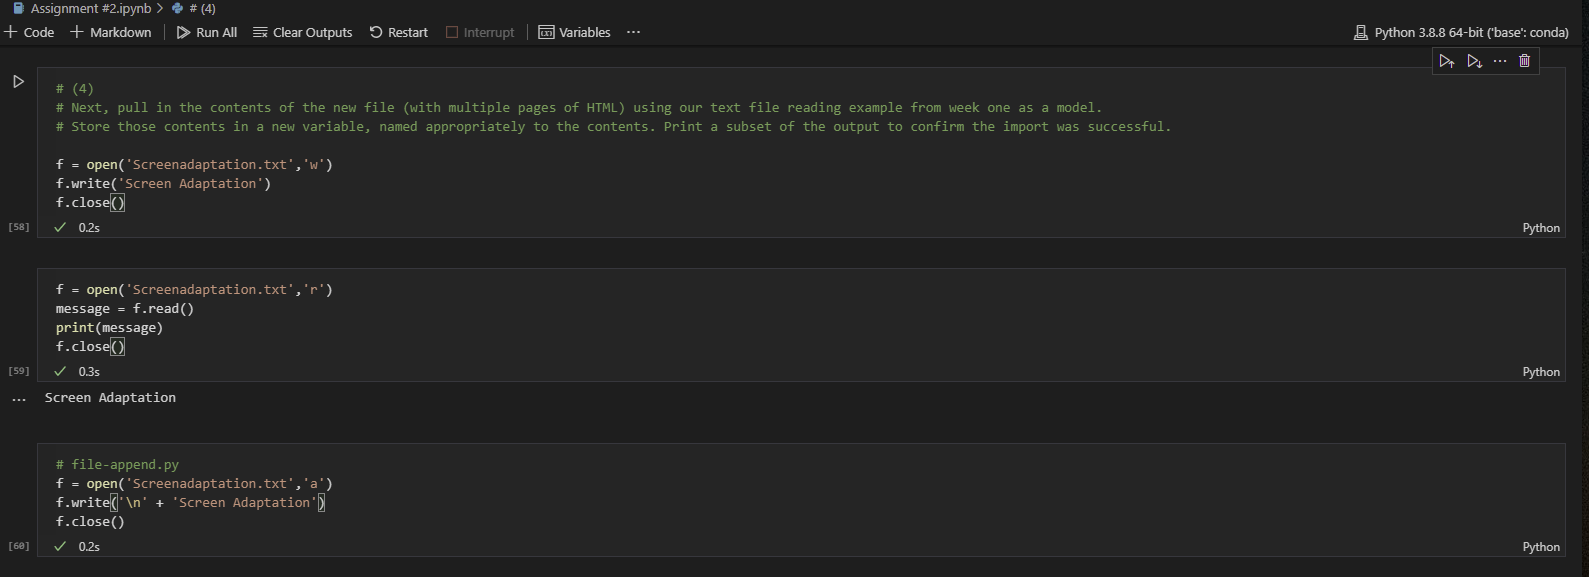 Assignment #2.ipynb > # (4)
+ Code + Markdown Run All Clear Outputs Restart Interrupt Variables ... Python 3.8.8 64-bit ('base': conda)
# (4)
# Next, pull in the contents of the new file (with multiple pages of HTML) using our text file reading example from week one as a model.
# Store those contents in a new variable, named appropriately to the contents. Print a subset of the output to confirm the import was successful.
f = open('Screenadaptation.txt','w')
f.write('Screen Adaptation')
f.close()
[58] ✓ 0.2s Python
f = open('Screenadaptation.txt','r')
message = f.read()
print(message)
f.close()
[59] ✓ 0.3s Python
... Screen Adaptation
# file-append.py
f = open('Screenadaptation.txt','a')
f.write('\n' + 'Screen Adaptation')
f.close()
[60] ✓ 0.2s Python